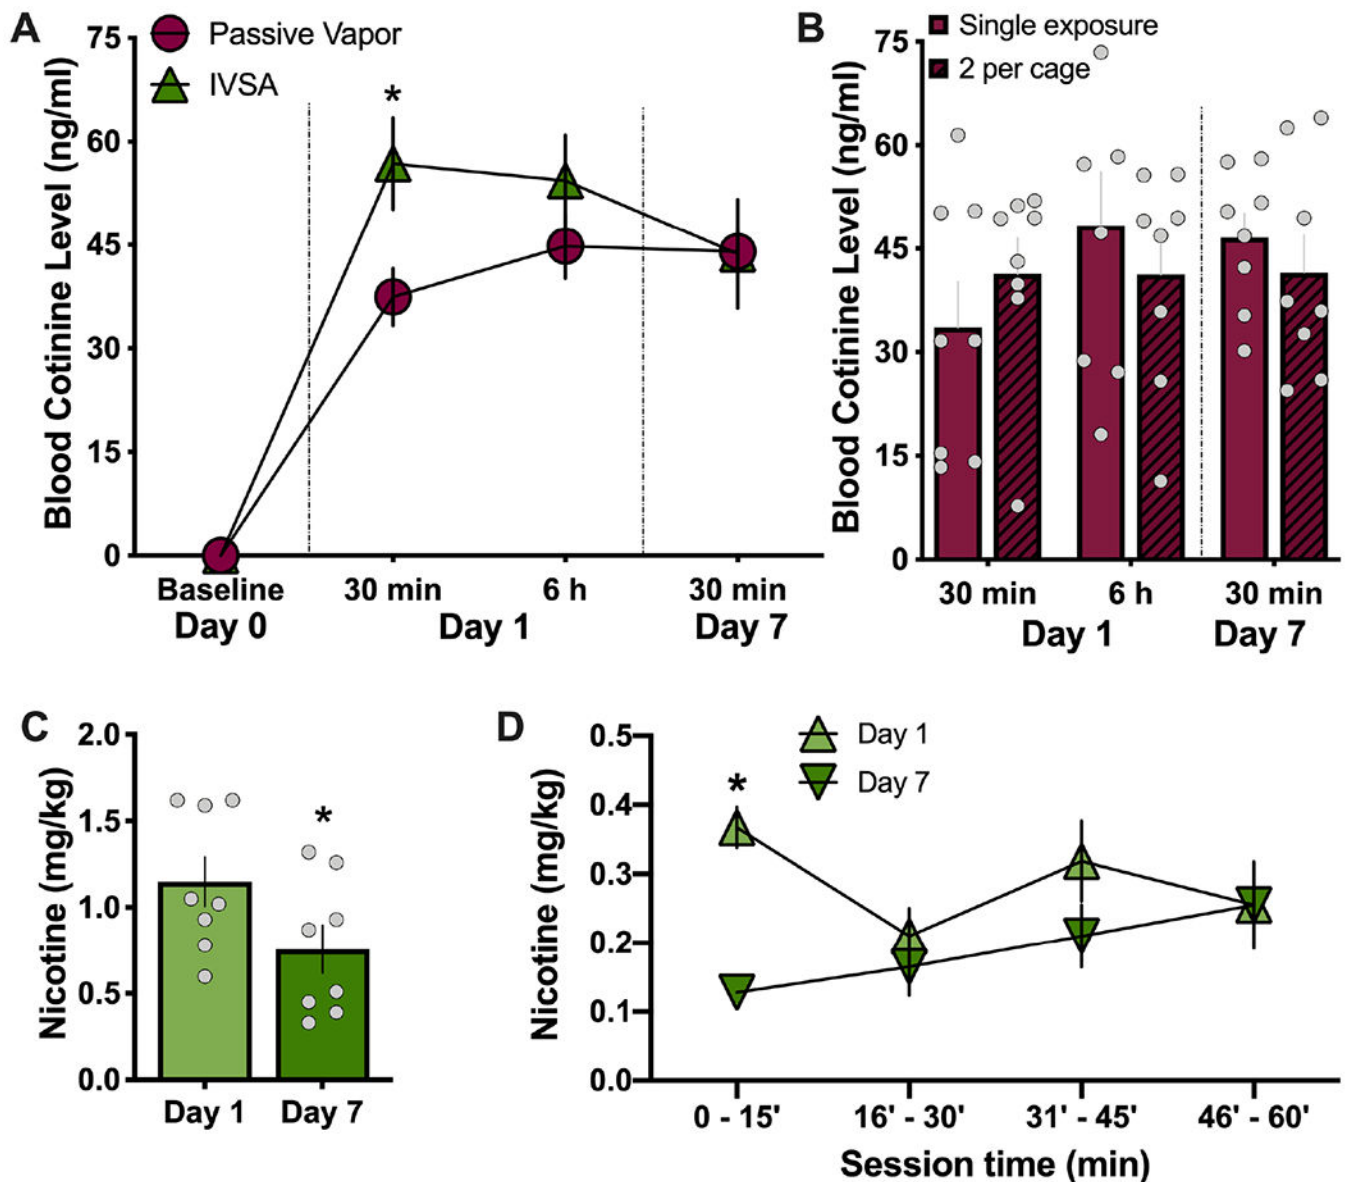 A
Passive Vapor
IVSA
Blood Cotinine Level (ng/ml)
75
60
45
30
15
0
*
Baseline 30 min 6 h 30 min
Day 0 Day 1 Day 7
B
Single exposure
2 per cage
Blood Cotinine Level (ng/ml)
75
60
45
30
15
0
30 min 6 h 30 min
Day 1 Day 7
C
Nicotine (mg/kg)
2.0
1.5
1.0
0.5
0.0
*
Day 1 Day 7
D
Day 1
Day 7
Nicotine (mg/kg)
0.5
0.4
0.3
0.2
0.1
0.0
*
0 - 15' 16' - 30' 31' - 45' 46' - 60'
Session time (min)